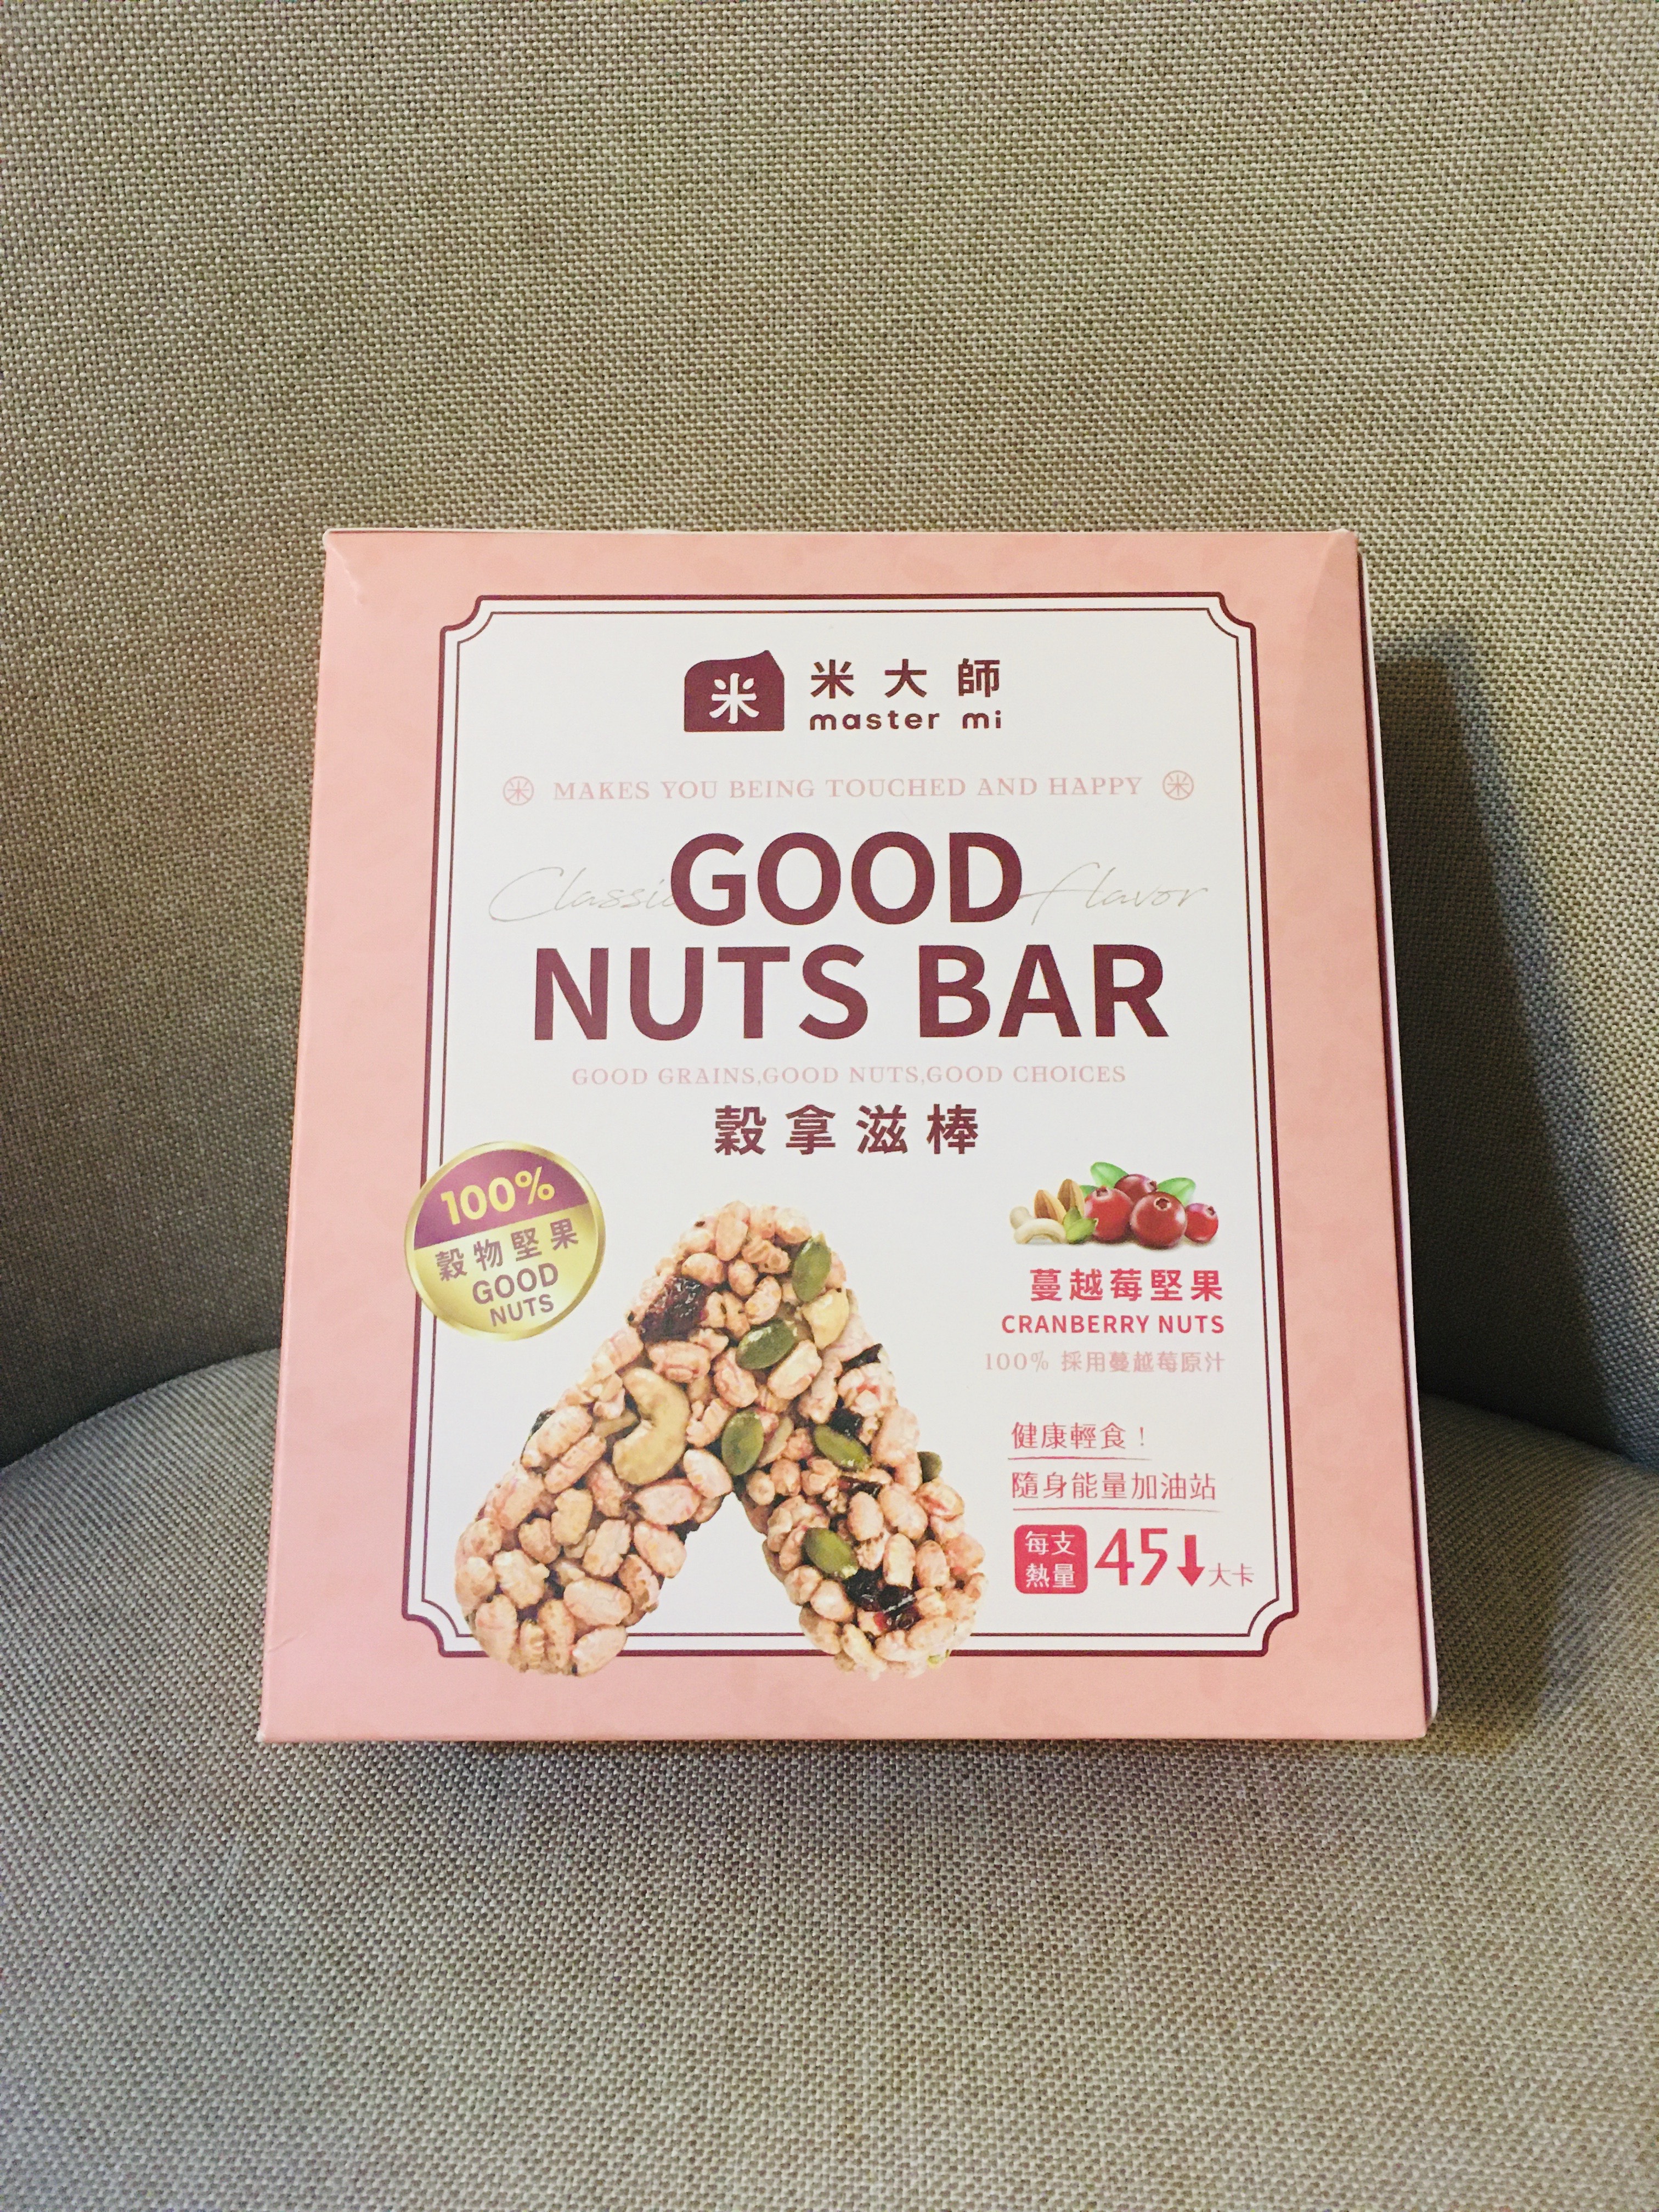 米
米大師
master mi
米 MAKES YOU BEING TOUCHED AND HAPPY 米
Classic GOOD flavor
NUTS BAR
GOOD GRAINS,GOOD NUTS,GOOD CHOICES
穀拿滋棒
100%
穀物堅果
GOOD
NUTS
蔓越莓堅果
CRANBERRY NUTS
100% 採用蔓越莓原汁
健康輕食！
隨身能量加油站
每支
熱量
45↓大卡